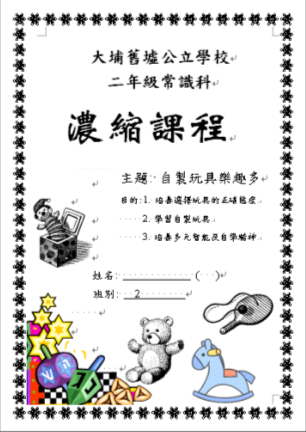 大埔舊墟公立學校
二年級常識科
濃縮課程
主題: 自製玩具樂趣多
目的:1. 培養選擇玩具的正確態度
2. 學習自製玩具
3. 培養多元智能及自學精神
姓名: ______________ (    )
班別: __2__________